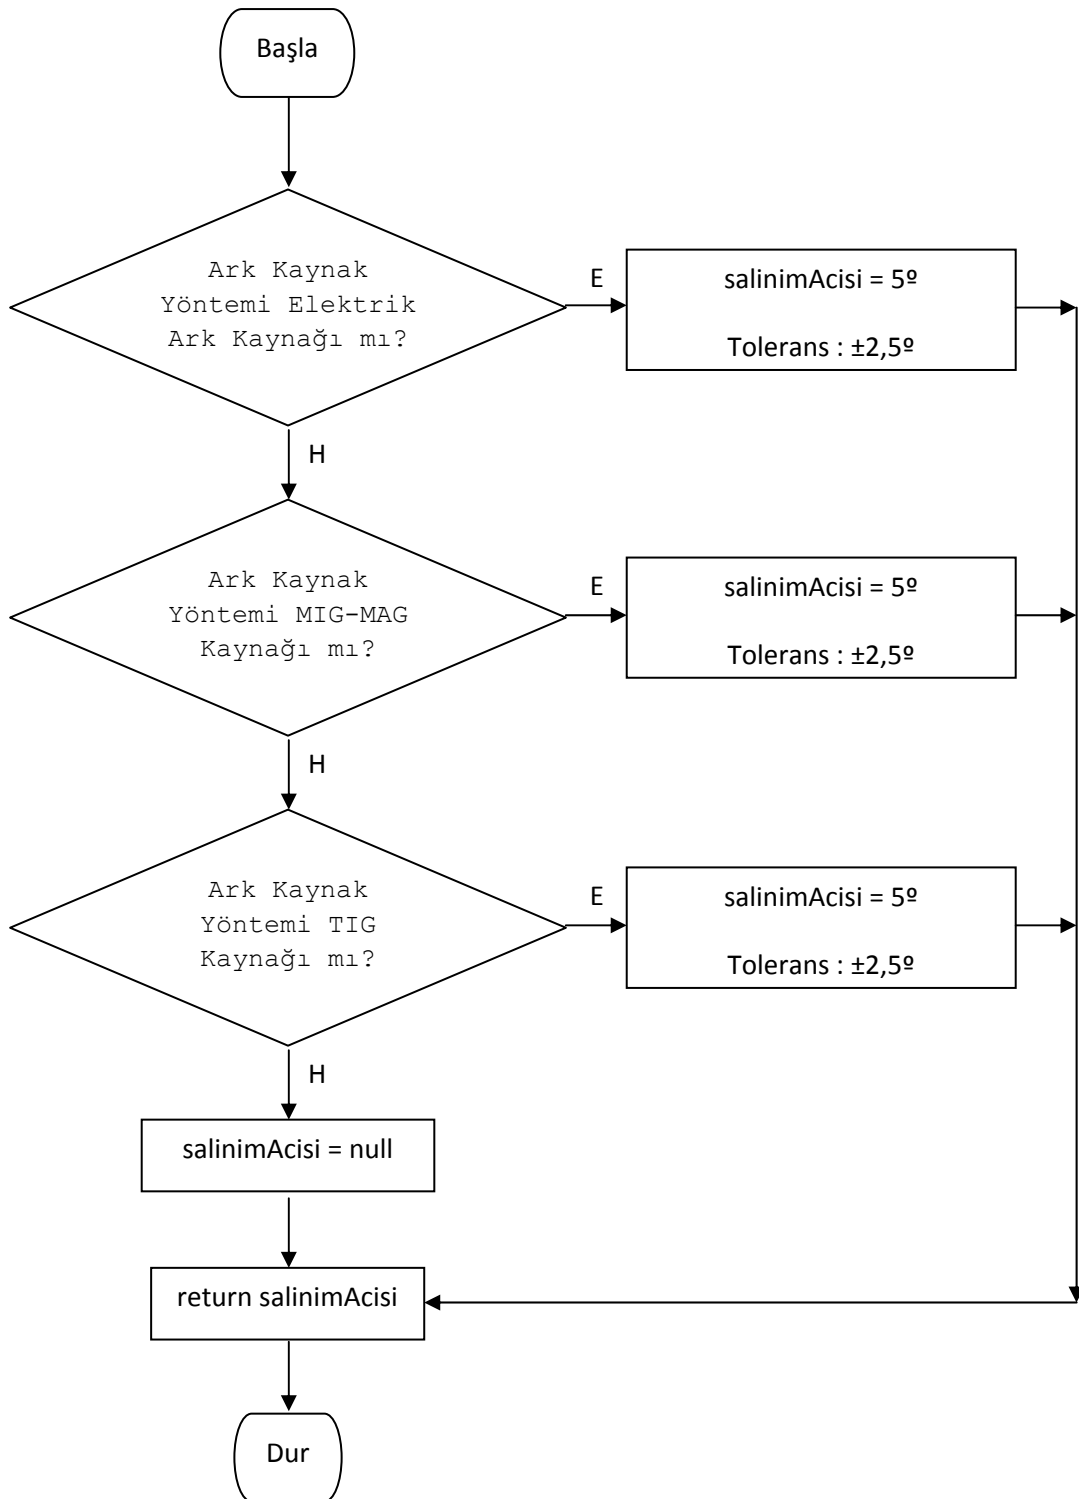 Başla
Ark Kaynak
Yöntemi Elektrik
Ark Kaynağı mı?
E
salinimAcisi = 5º
Tolerans : ±2,5º
H
Ark Kaynak
Yöntemi MIG-MAG
Kaynağı mı?
E
salinimAcisi = 5º
Tolerans : ±2,5º
H
Ark Kaynak
Yöntemi TIG
Kaynağı mı?
E
salinimAcisi = 5º
Tolerans : ±2,5º
H
salinimAcisi = null
return salinimAcisi
Dur